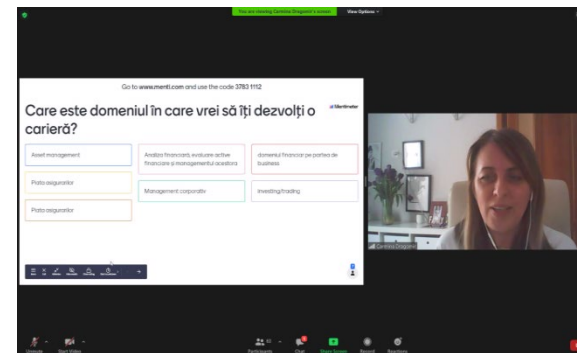 You are viewing Carmina Dragomir's screen View Options
Go to www.menti.com and use the code 3783 1112
Care este domeniul în care vrei să îți dezvolți o
carieră?
Mentimeter
Asset management
Analiza financiară, evaluare active
financiare și managementul acestora
domeniul financiar pe partea de
business
Piata asigurarilor
Management corporativ
investing/trading
Piata asigurarilor
Carmina Dragomir
Unmute
Start Video
Participants
Chat
Share Screen
Record
Reactions